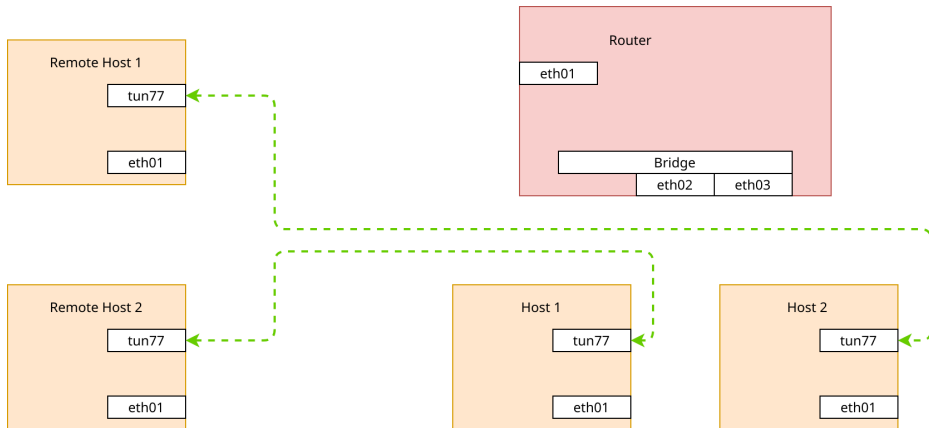 Router
Remote Host 1
eth01
tun77
eth01
Bridge
eth02
eth03
Remote Host 2
Host 1
Host 2
tun77
tun77
tun77
eth01
eth01
eth01